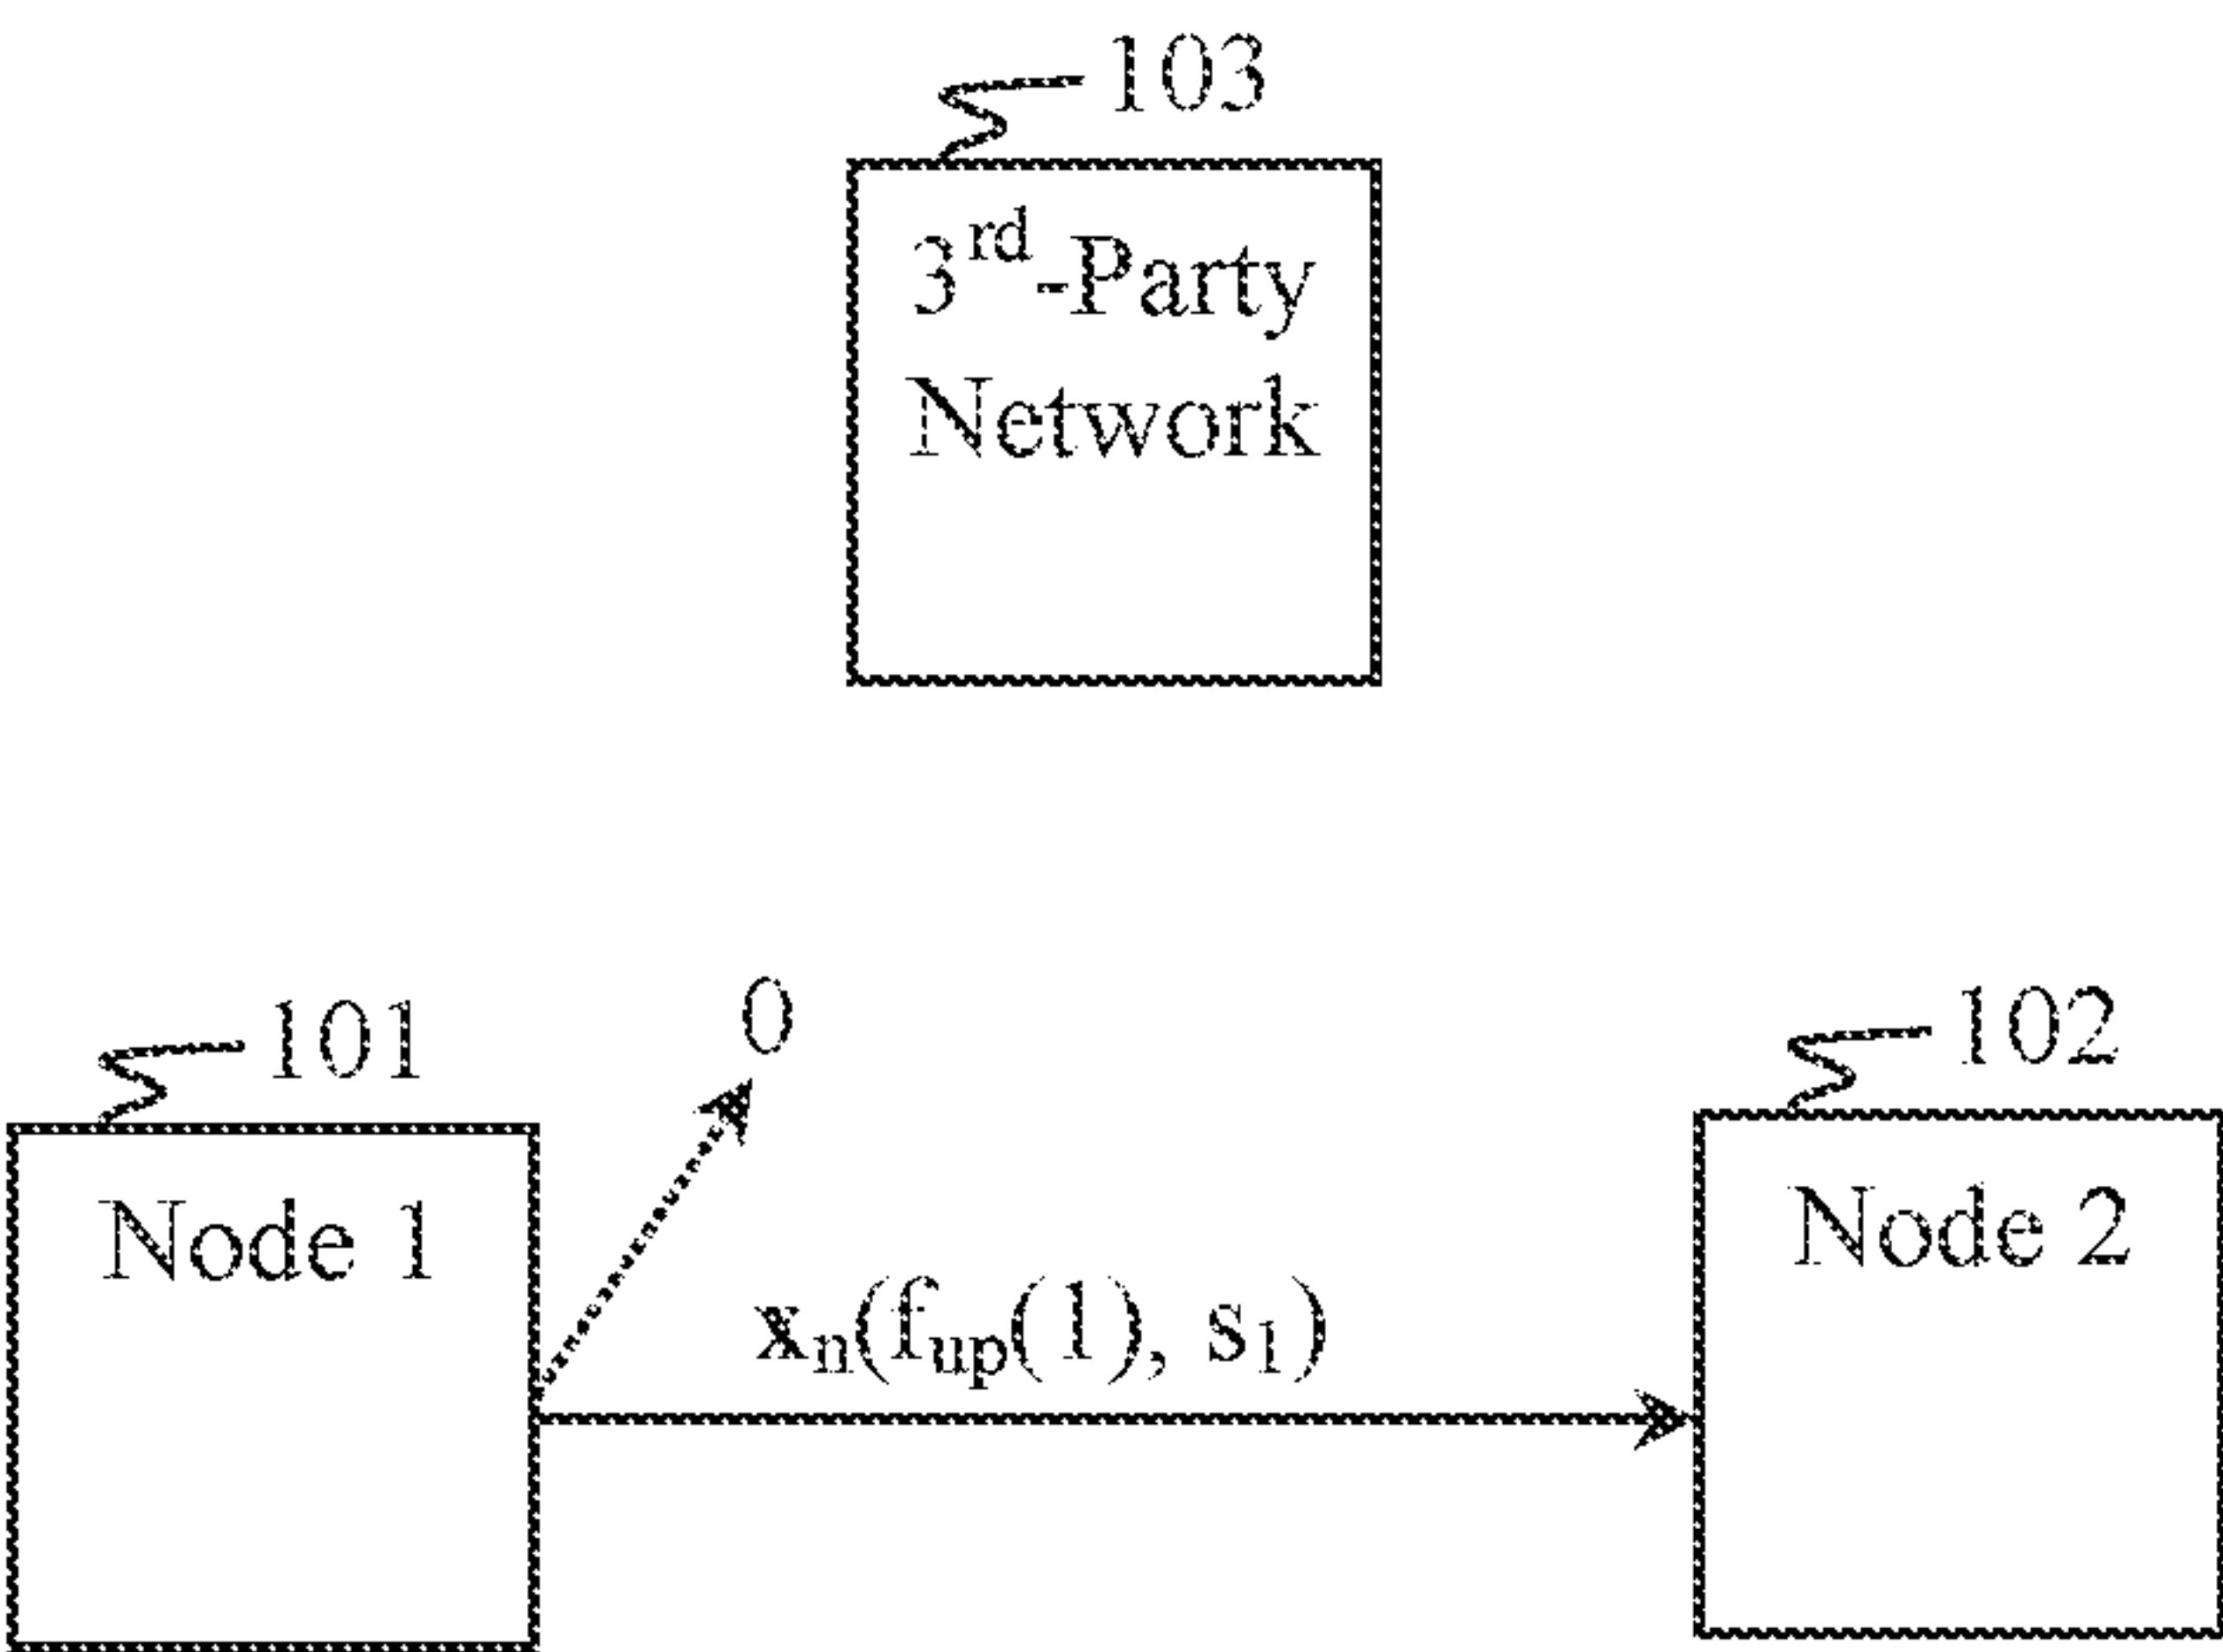 103
3rd-Party
Network
0
101
102
Node 1
Node 2
xn(fup(1), s1)